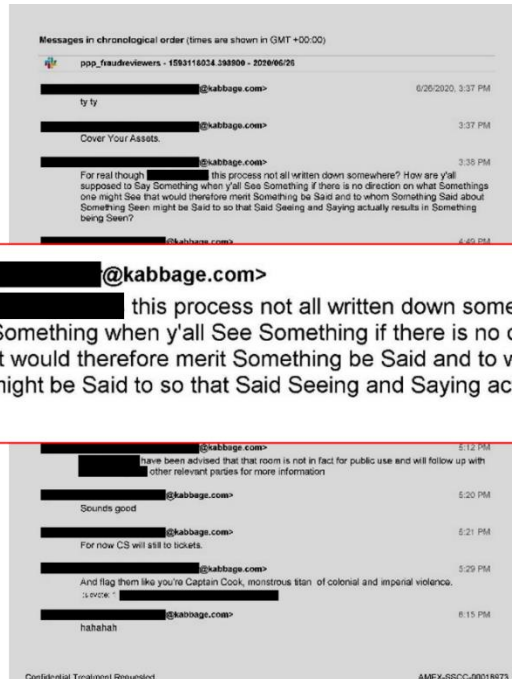 Messages in chronological order (times are shown in GMT +00:00)
ppp_fraudreviewers - 1593116034.393800 - 2020/06/26
@kabbage.com> 6/26/2020, 3:37 PM
ty ty
@kabbage.com> 3:37 PM
Cover Your Assets.
@kabbage.com> 3:38 PM
For real though this process not all written down somewhere? How are y'all
supposed to Say Something when y'all See Something if there is no direction on what Somethings
one might See that would therefore merit Something be Said and to whom Something Said about
Something Seen might be Said to so that Said Seeing and Saying actually results in Something
being Seen?
@kabbage.com> 4:49 PM
@kabbage.com>
this process not all written down some
Something when y'all See Something if there is no
t would therefore merit Something be Said and to
might be Said to so that Said Seeing and Saying ac
@kabbage.com> 5:12 PM
have been advised that that room is not in fact for public use and will follow up with
other relevant parties for more information
@kabbage.com> 5:20 PM
Sounds good
@kabbage.com> 5:21 PM
For now CS will still to tickets.
@kabbage.com> 5:29 PM
And flag them like you're Captain Cook, monstrous titan of colonial and imperial violence.
@kabbage.com> 6:15 PM
hahahah
Confidential Treatment Requested AMEX-SSCC-00018973